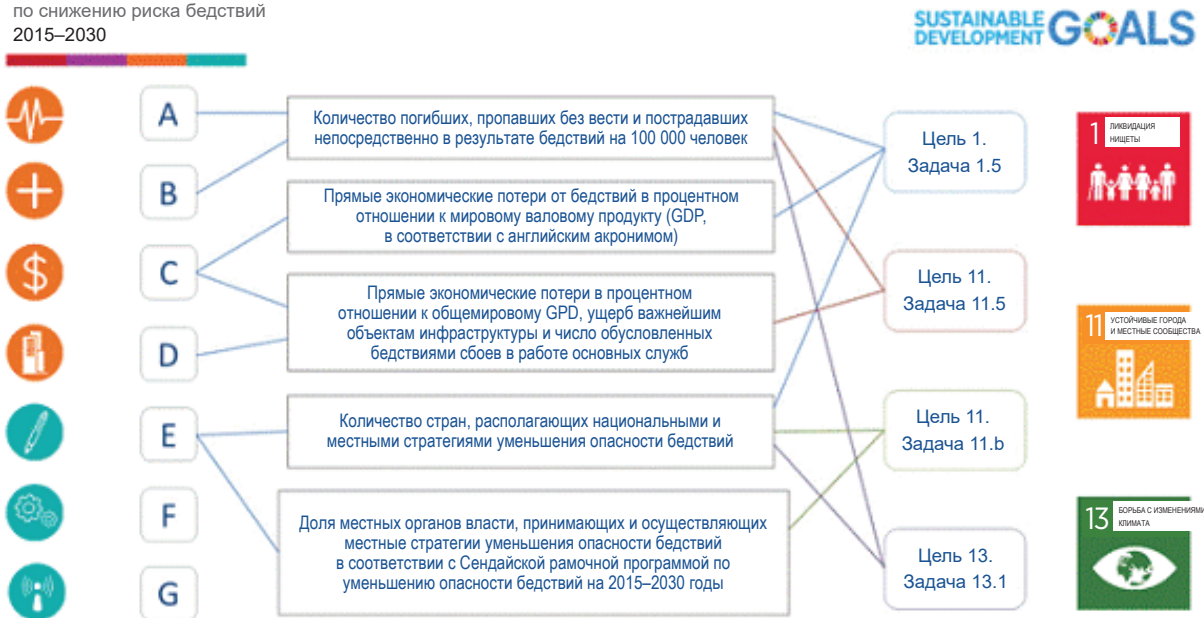 по снижению риска бедствий
2015–2030
SUSTAINABLE
DEVELOPMENT
GOALS
A
B
C
D
E
F
G
Количество погибших, пропавших без вести и пострадавших
непосредственно в результате бедствий на 100 000 человек
Прямые экономические потери от бедствий в процентном
отношении к мировому валовому продукту (GDP,
в соответствии с английским акронимом)
Прямые экономические потери в процентном
отношении к общемировому GPD, ущерб важнейшим
объектам инфраструктуры и число обусловленных
бедствиями сбоев в работе основных служб
Количество стран, располагающих национальными и
местными стратегиями уменьшения опасности бедствий
Доля местных органов власти, принимающих и осуществляющих
местные стратегии уменьшения опасности бедствий
в соответствии с Сендайской рамочной программой по
уменьшению опасности бедствий на 2015–2030 годы
Цель 1.
Задача 1.5
Цель 11.
Задача 11.5
Цель 11.
Задача 11.b
Цель 13.
Задача 13.1
1
ЛИКВИДАЦИЯ
НИЩЕТЫ
11
УСТОЙЧИВЫЕ ГОРОДА
И МЕСТНЫЕ СООБЩЕСТВА
13
БОРЬБА С ИЗМЕНЕНИЯМИ
КЛИМАТА